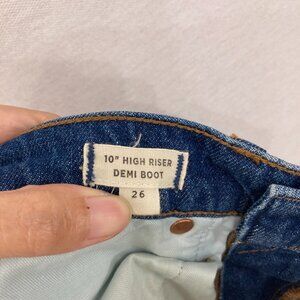 10" HIGH RISER
DEMI BOOT
26